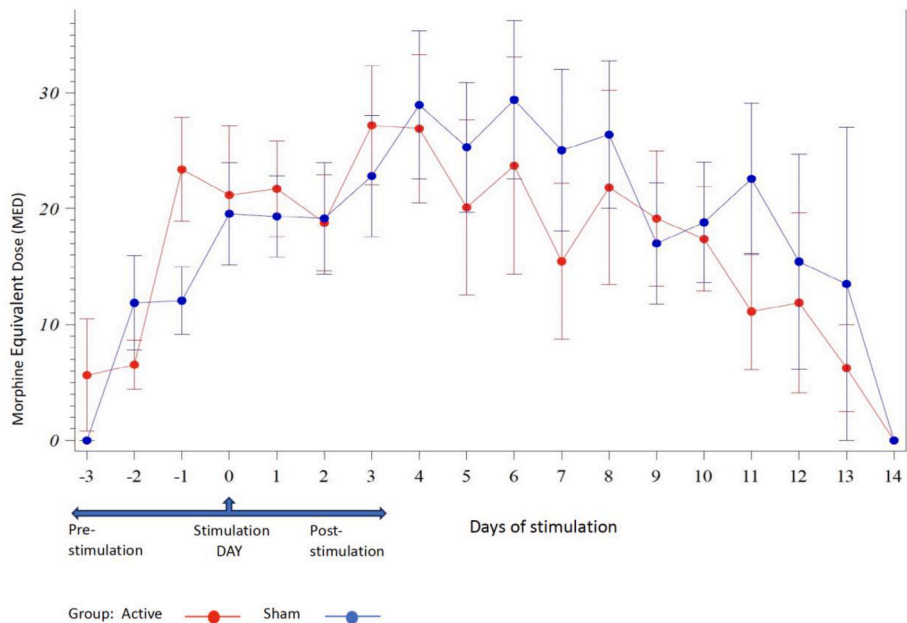 Morphine Equivalent Dose (MED)
30
20
10
0
-3 -2 -1 0 1 2 3 4 5 6 7 8 9 10 11 12 13 14
Pre-
stimulation
Stimulation
DAY
Post-
stimulation
Days of stimulation
Group: Active Sham